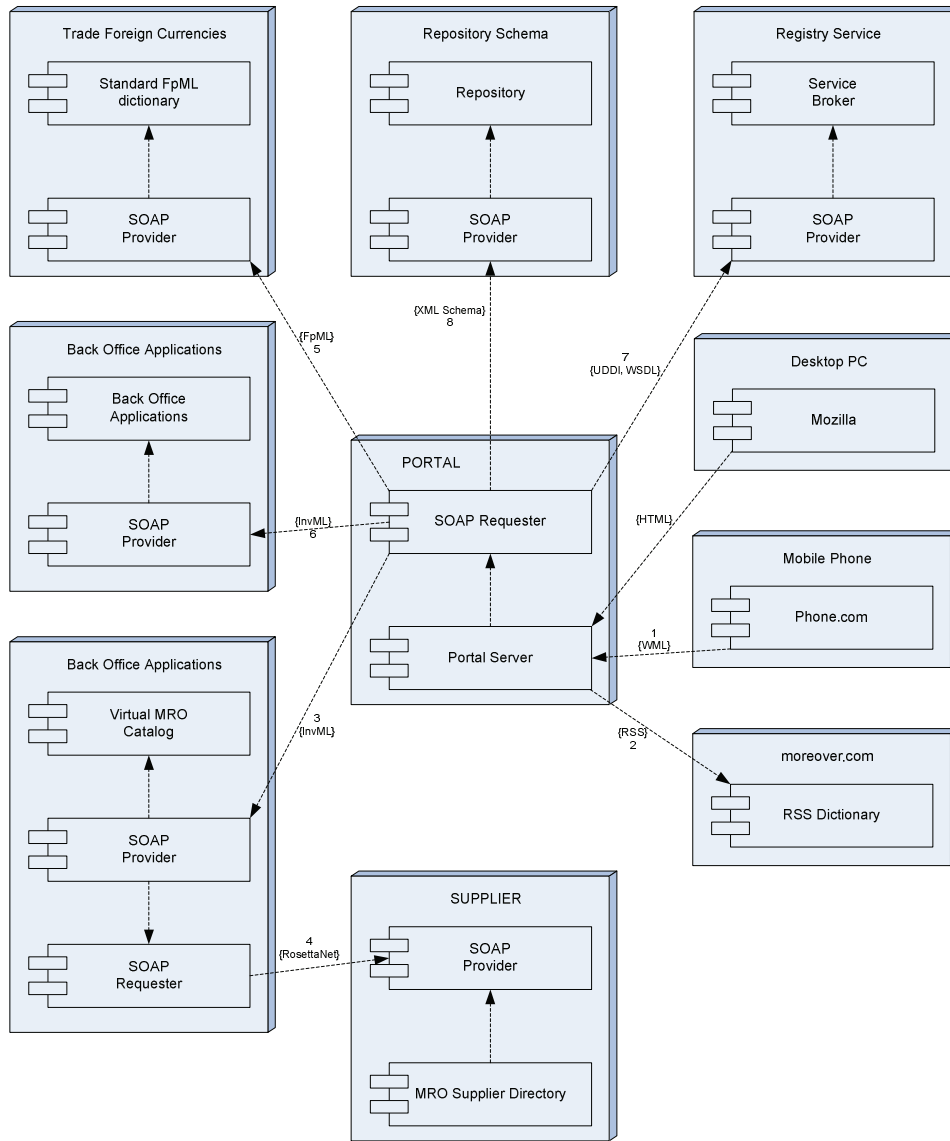 Trade Foreign Currencies
Standard FpML
dictionary
SOAP
Provider
Repository Schema
Repository
SOAP
Provider
Registry Service
Service
Broker
SOAP
Provider
{FpML}
5
{XML Schema}
8
7
{UDDI, WSDL}
Back Office Applications
Back Office
Applications
SOAP
Provider
{InvML}
6
PORTAL
SOAP Requester
Portal Server
Desktop PC
Mozilla
{HTML}
Mobile Phone
Phone.com
1
{WML}
{RSS}
2
moreover.com
RSS Dictionary
Back Office Applications
Virtual MRO
Catalog
SOAP
Provider
SOAP
Requester
3
{InvML}
4
{RosettaNet}
SUPPLIER
SOAP
Provider
MRO Supplier Directory